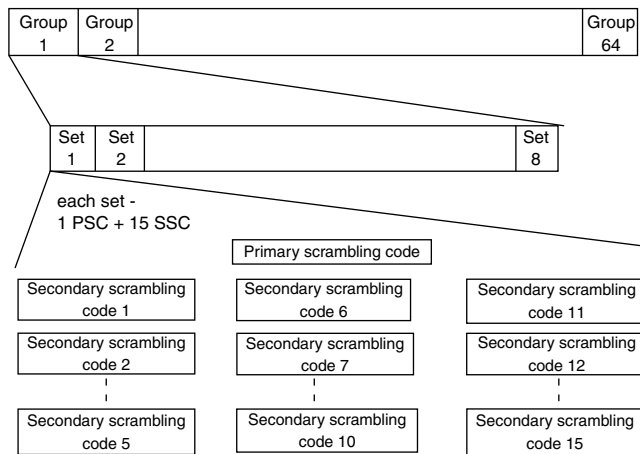 Group 1
Group 2
Group 64
Set 1
Set 2
Set 8
each set -
1 PSC + 15 SSC
Primary scrambling code
Secondary scrambling
code 1
Secondary scrambling
code 6
Secondary scrambling
code 11
Secondary scrambling
code 2
Secondary scrambling
code 7
Secondary scrambling
code 12
Secondary scrambling
code 5
Secondary scrambling
code 10
Secondary scrambling
code 15